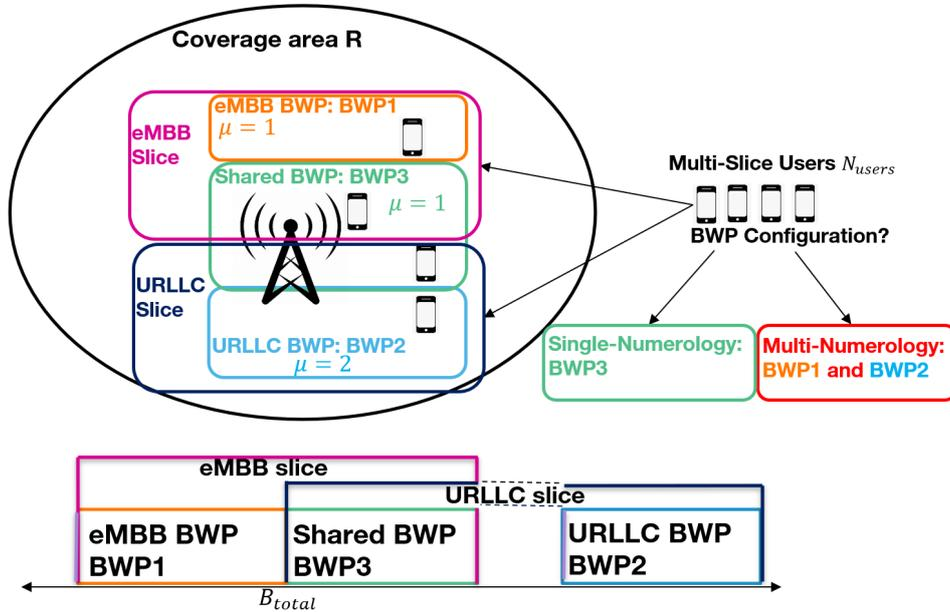 Coverage area R
eMBB BWP: BWP1
μ = 1
eMBB
Slice
Shared BWP: BWP3
μ = 1
URLLC
Slice
URLLC BWP: BWP2
μ = 2
Multi-Slice Users N_users
BWP Configuration?
Single-Numerology:
BWP3
Multi-Numerology:
BWP1 and BWP2
eMBB slice
URLLC slice
eMBB BWP
BWP1
Shared BWP
BWP3
URLLC BWP
BWP2
B_total